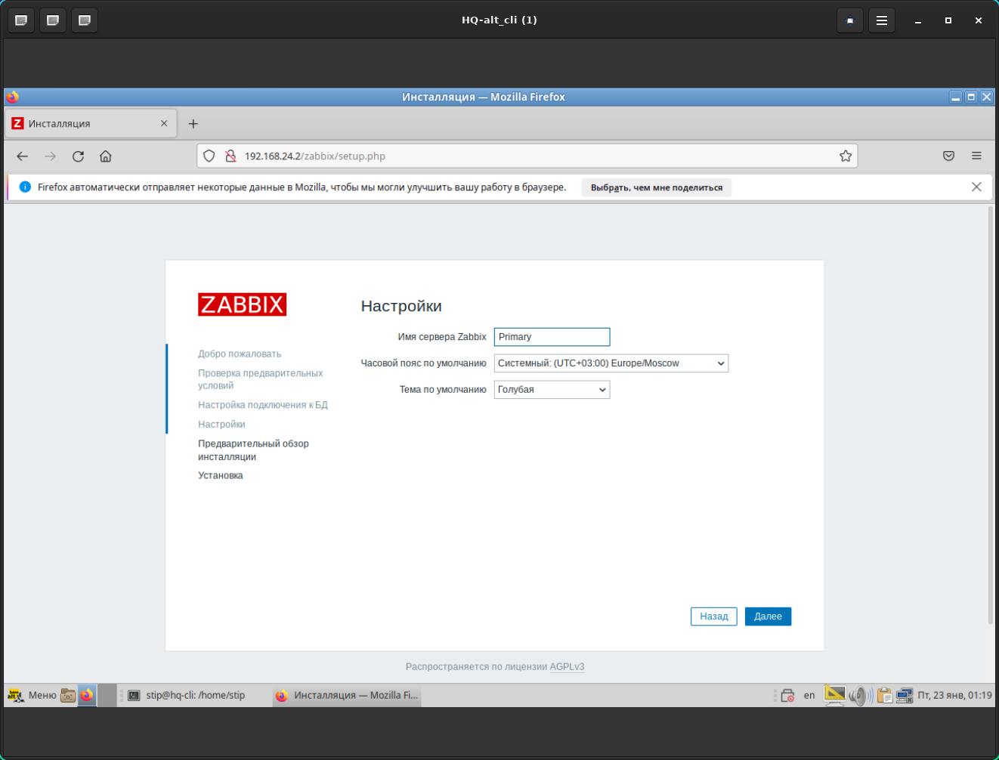 HQ-alt_cli (1)
Инсталляция — Mozilla Firefox
Инсталляция
192.168.24.2/zabbix/setup.php
Firefox автоматически отправляет некоторые данные в Mozilla, чтобы мы могли улучшить вашу работу в браузере.
Выбрать, чем мне поделиться
ZABBIX
Добро пожаловать
Проверка предварительных
условий
Настройка подключения к БД
Настройки
Предварительный обзор
инсталляции
Установка
Настройки
Имя сервера Zabbix Primary
Часовой пояс по умолчанию Системный: (UTC+03:00) Europe/Moscow
Тема по умолчанию Голубая
Назад Далее
Распространяется по лицензии AGPLv3
Меню stip@hq-cli: /home/stip Инсталляция — Mozilla Fi... en Пт, 23 янв, 01:19